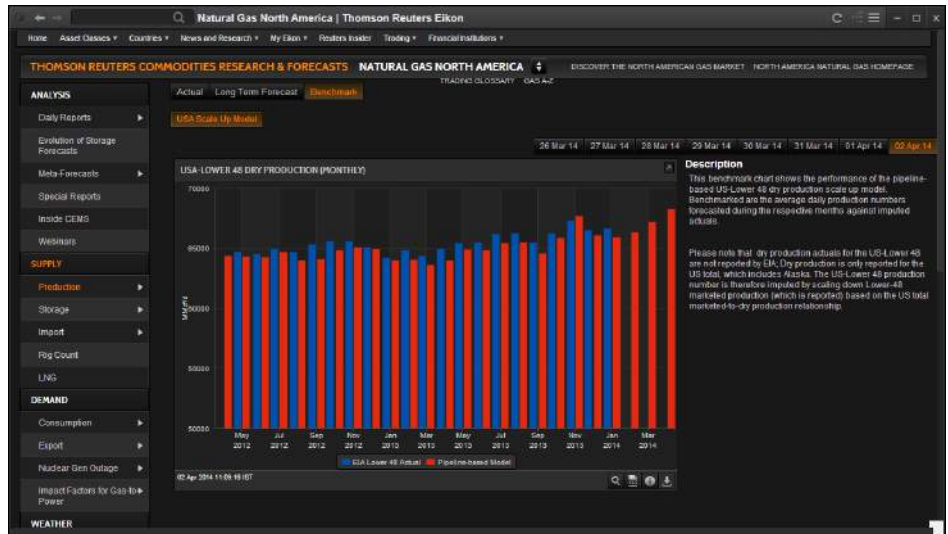 Natural Gas North America | Thomson Reuters Eikon
Home Asset Classes Countries News and Research My Eikon Reuters Insider Trading Financial Institutions
THOMSON REUTERS COMMODITIES RESEARCH & FORECASTS NATURAL GAS NORTH AMERICA DISCOVER THE NORTH AMERICAN GAS MARKET NORTH AMERICA NATURAL GAS HOMEPAGE
TRADING GLOSSARY GAS A-Z
ANALYSIS
Daily Reports
Evolution of Storage
Forecasts
Meta-Forecasts
Special Reports
Inside CEMS
Webinars
SUPPLY
Production
Storage
Import
Rig Count
LNG
DEMAND
Consumption
Export
Nuclear Gen Outage
Impact Factors for Gas-to-
Power
WEATHER
Actual Long Term Forecast Benchmark
USA Scale Up Model
26 Mar 14 27 Mar 14 28 Mar 14 29 Mar 14 30 Mar 14 31 Mar 14 01 Apr 14 02 Apr 14
USA-LOWER 48 DRY PRODUCTION (MONTHLY)
70000
65000
60000
55000
50000
May Jul Sep Nov Jan Mar May Jul Sep Nov Jan Mar
2012 2012 2012 2012 2013 2013 2013 2013 2013 2013 2014 2014
EIA Lower 48 Actual Pipeline-based Model
02 Apr 2014
Description
This benchmark chart shows the performance of the pipeline-
based US-Lower 48 dry production scale up model.
Benchmarked are the average daily production numbers
forecasted during the respective months against imputed
actuals.
Please note that dry production actuals for the US-Lower 48
are not reported by EIA; Dry production is only reported for the
US total, which includes Alaska. The US-Lower 48 production
number is therefore imputed by scaling down Lower-48
marketed production (which is reported) based on the US total
marketed-to-dry production relationship.